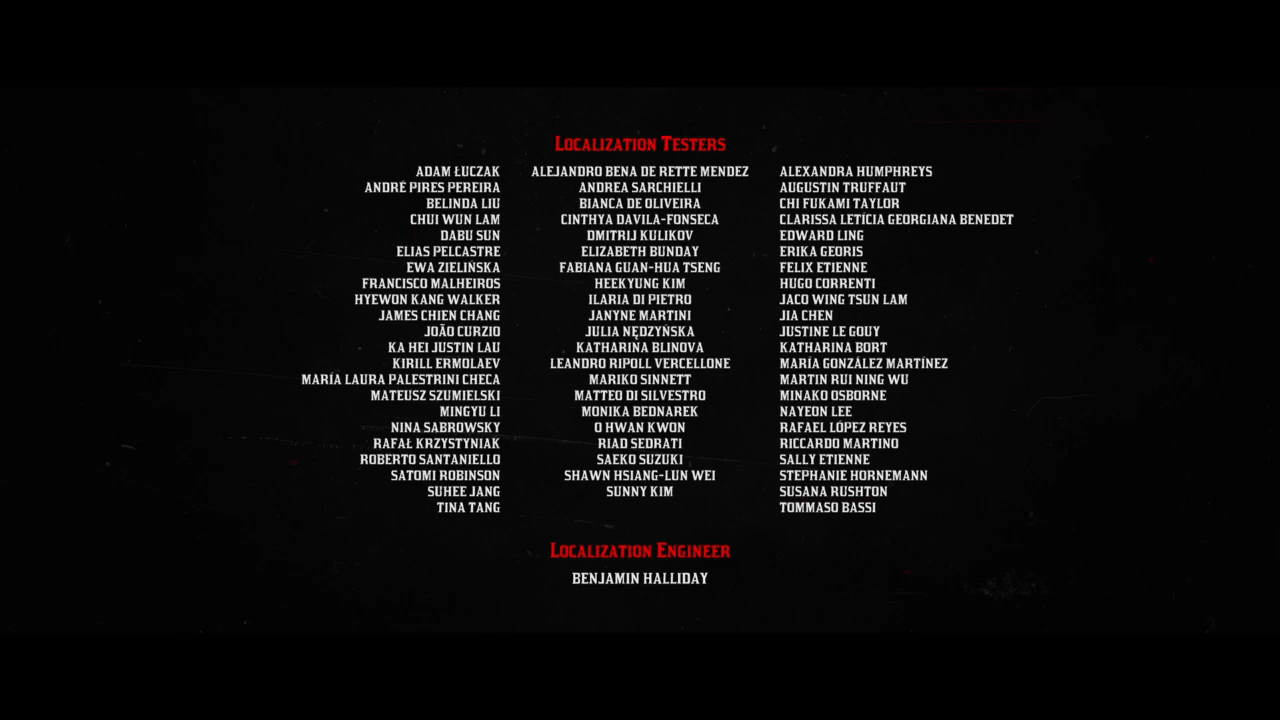 Localization Testers
ADAM ŁUCZAK ALEJANDRO BENA DE RETTE MENDEZ ALEXANDRA HUMPHREYS
ANDRÉ PIRES PEREIRA ANDREA SARCHIELLI AUGUSTIN TRUFFAUT
BELINDA LIU BIANCA DE OLIVEIRA CHI FUKAMI TAYLOR
CHUI WUN LAM CINTHYA DAVILA-FONSECA CLARISSA LETÍCIA GEORGIANA BENEDET
DABU SUN DMITRIJ KULIKOV EDWARD LING
ELIAS PELCASTRE ELIZABETH BUNDAY ERIKA GEORIS
EWA ZIELIŃSKA FABIANA GUAN-HUA TSENG FELIX ETIENNE
FRANCISCO MALHEIROS HEEKYUNG KIM HUGO CORRENTI
HYEWON KANG WALKER ILARIA DI PIETRO JACO WING TSUN LAM
JAMES CHIEN CHANG JANYNE MARTINI JIA CHEN
JOÃO CURZIO JULIA NĘDZYŃSKA JUSTINE LE GOUY
KA HEI JUSTIN LAU KATHARINA BLINOVA KATHARINA BORT
KIRILL ERMOLAEV LEANDRO RIPOLL VERCELLONE MARÍA GONZÁLEZ MARTÍNEZ
MARÍA LAURA PALESTRINI CHECA MARIKO SINNETT MARTIN RUI NING WU
MATEUSZ SZUMIELSKI MATTEO DI SILVESTRO MINAKO OSBORNE
MINGYU LI MONIKA BEDNAREK NAYEON LEE
NINA SABROWSKY O HWAN KWON RAFAEL LÓPEZ REYES
RAFAŁ KRZYSTYNIAK RIAD SEDRATI RICCARDO MARTINO
ROBERTO SANTANIELLO SAEKO SUZUKI SALLY ETIENNE
SATOMI ROBINSON SHAWN HSIANG-LUN WEI STEPHANIE HORNEMANN
SUHEE JANG SUNNY KIM SUSANA RUSHTON
TINA TANG TOMMASO BASSI
Localization Engineer
BENJAMIN HALLIDAY